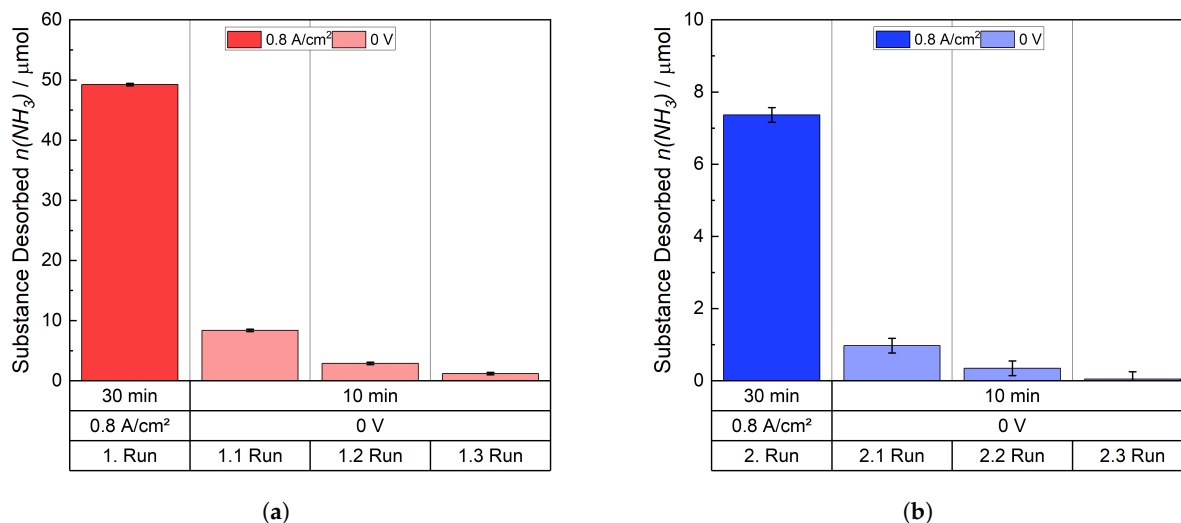 Substance Desorbed n(NH3) / μmol
60
50
40
30
20
10
0
0.8 A/cm² 0 V
30 min 10 min
0.8 A/cm² 0 V
1. Run 1.1 Run 1.2 Run 1.3 Run
(a)
Substance Desorbed n(NH3) / μmol
10
8
6
4
2
0
0.8 A/cm² 0 V
30 min 10 min
0.8 A/cm² 0 V
2. Run 2.1 Run 2.2 Run 2.3 Run
(b)